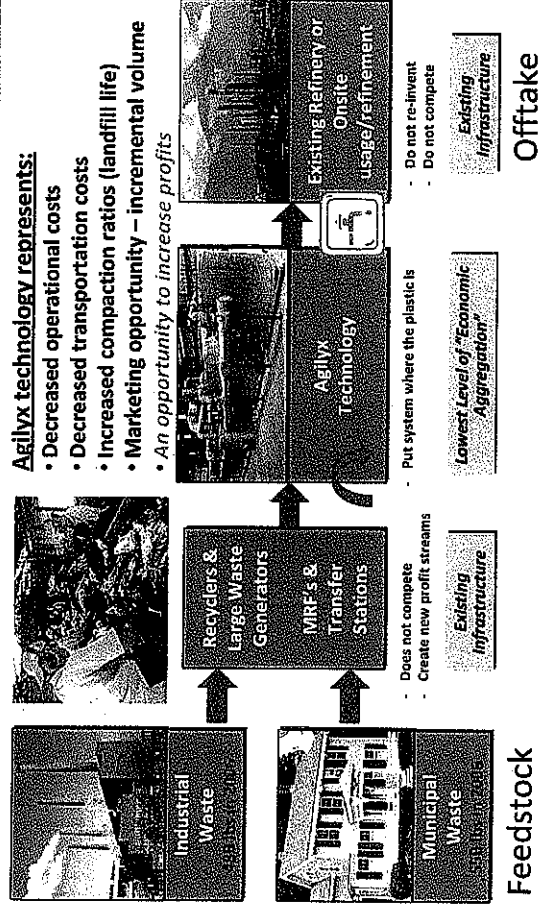 Agilyx technology represents:
• Decreased operational costs
• Decreased transportation costs
• Increased compaction ratios (landfill life)
• Marketing opportunity – incremental volume
• An opportunity to increase profits
Industrial
Waste
Municipal
Waste
Feedstock
Recyclers &
Large Waste
Generators
MRF's &
Transfer
Stations
- Does not compete
- Create new profit streams
Existing
Infrastructure
Agilyx
Technology
- Put system where the plastic is
Lowest Level of "Economic
Aggregation"
Existing Refinery or
Onsite
usage/refinement
- Do not re-invent
- Do not compete
Existing
Infrastructure
Offtake